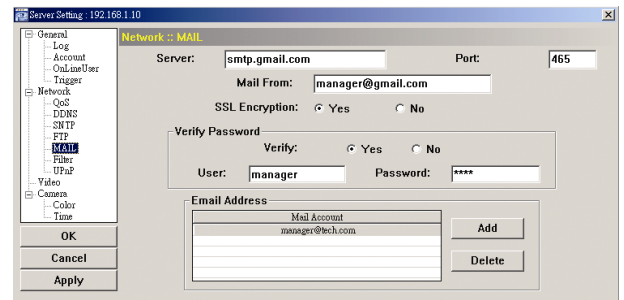 Server Setting : 192.168.1.10
General
Log
Account
OnLineUser
Trigger
Network
QoS
DDNS
SNTP
FTP
MAIL
Filter
UPnP
Video
Camera
Color
Time
OK
Cancel
Apply
Network :: MAIL
Server: smtp.gmail.com Port: 465
Mail From: manager@gmail.com
SSL Encryption: Yes No
Verify Password
Verify: Yes No
User: manager Password: ****
Email Address
Mail Account
manager@tech.com
Add
Delete